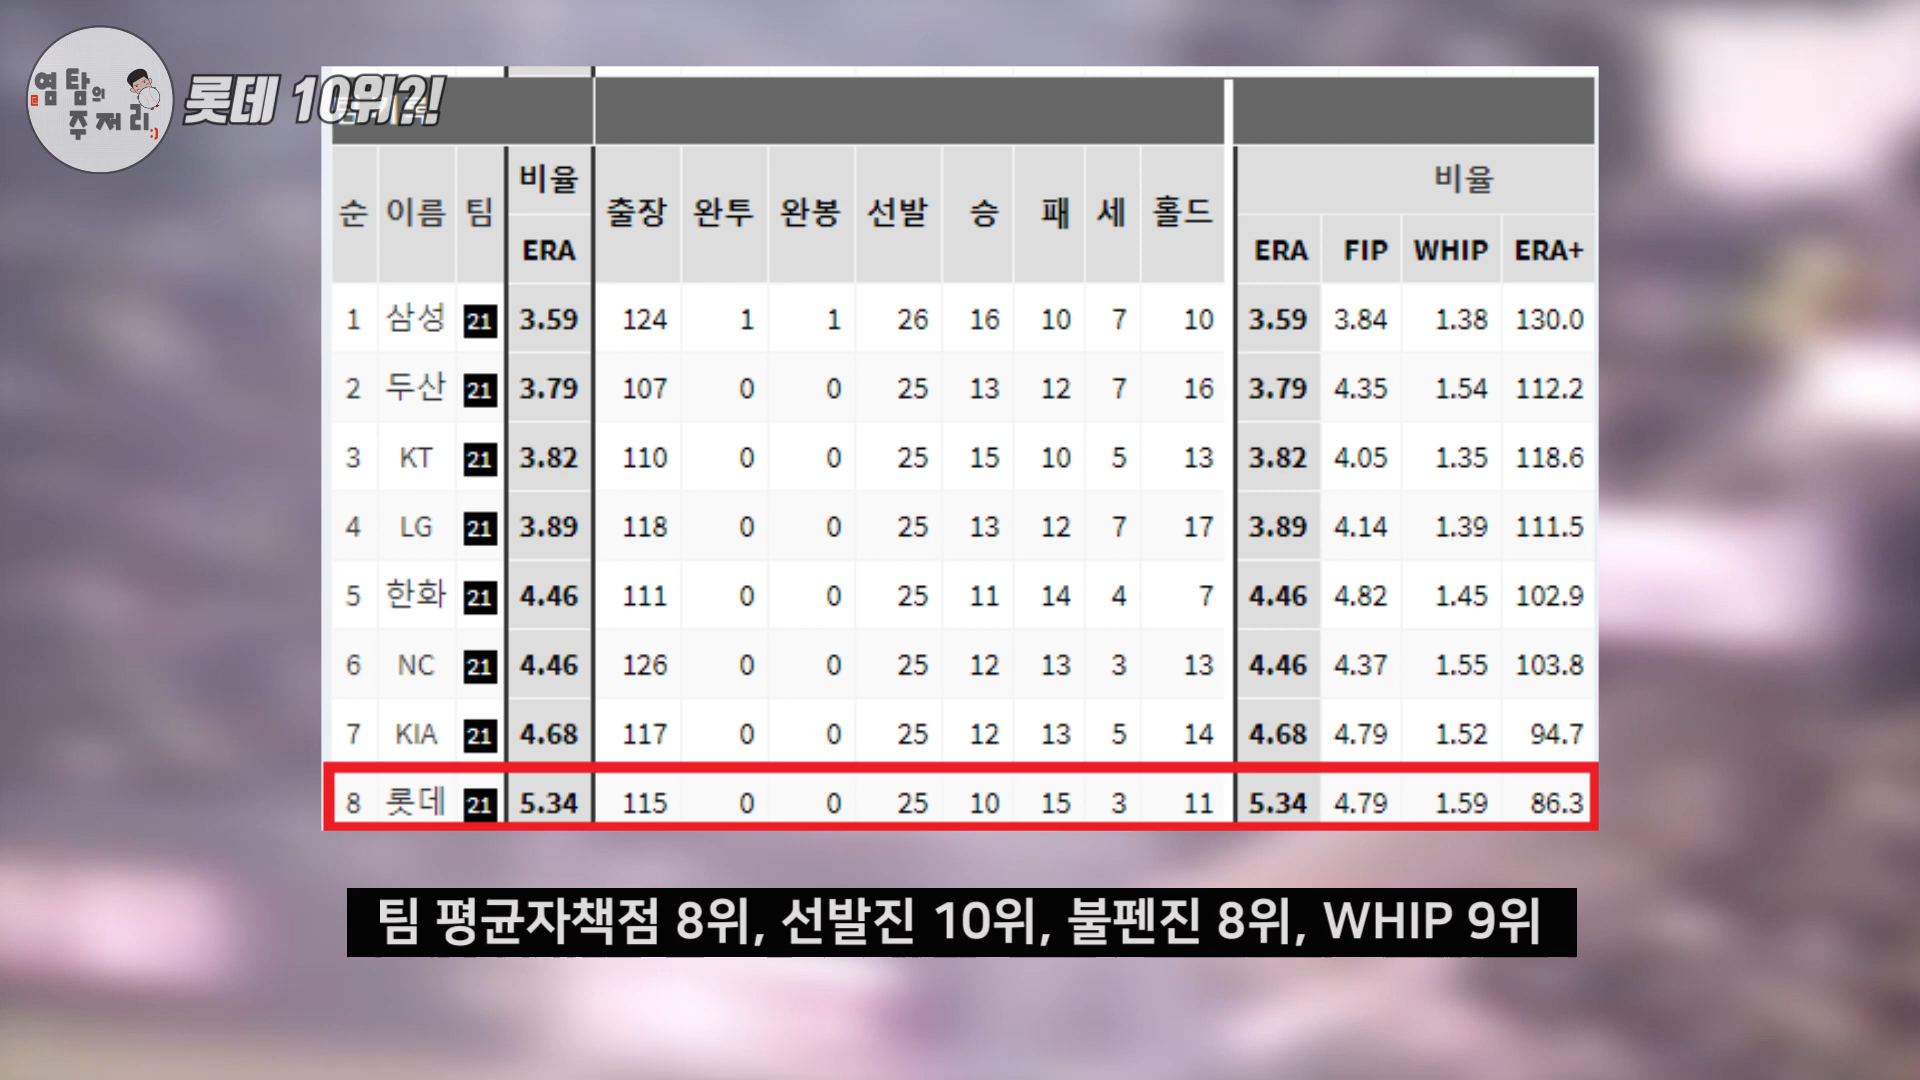 염탐의
주저리:)
롯데 10위?!
순 이름 팀 비율 출장 완투 완봉 선발 승 패 세 홀드 비율
ERA ERA FIP WHIP ERA+
1 삼성 21 3.59 124 1 1 26 16 10 7 10 3.59 3.84 1.38 130.0
2 두산 21 3.79 107 0 0 25 13 12 7 16 3.79 4.35 1.54 112.2
3 KT 21 3.82 110 0 0 25 15 10 5 13 3.82 4.05 1.35 118.6
4 LG 21 3.89 118 0 0 25 13 12 7 17 3.89 4.14 1.39 111.5
5 한화 21 4.46 111 0 0 25 11 14 4 7 4.46 4.82 1.45 102.9
6 NC 21 4.46 126 0 0 25 12 13 3 13 4.46 4.37 1.55 103.8
7 KIA 21 4.68 117 0 0 25 12 13 5 14 4.68 4.79 1.52 94.7
8 롯데 21 5.34 115 0 0 25 10 15 3 11 5.34 4.79 1.59 86.3
팀 평균자책점 8위, 선발진 10위, 불펜진 8위, WHIP 9위